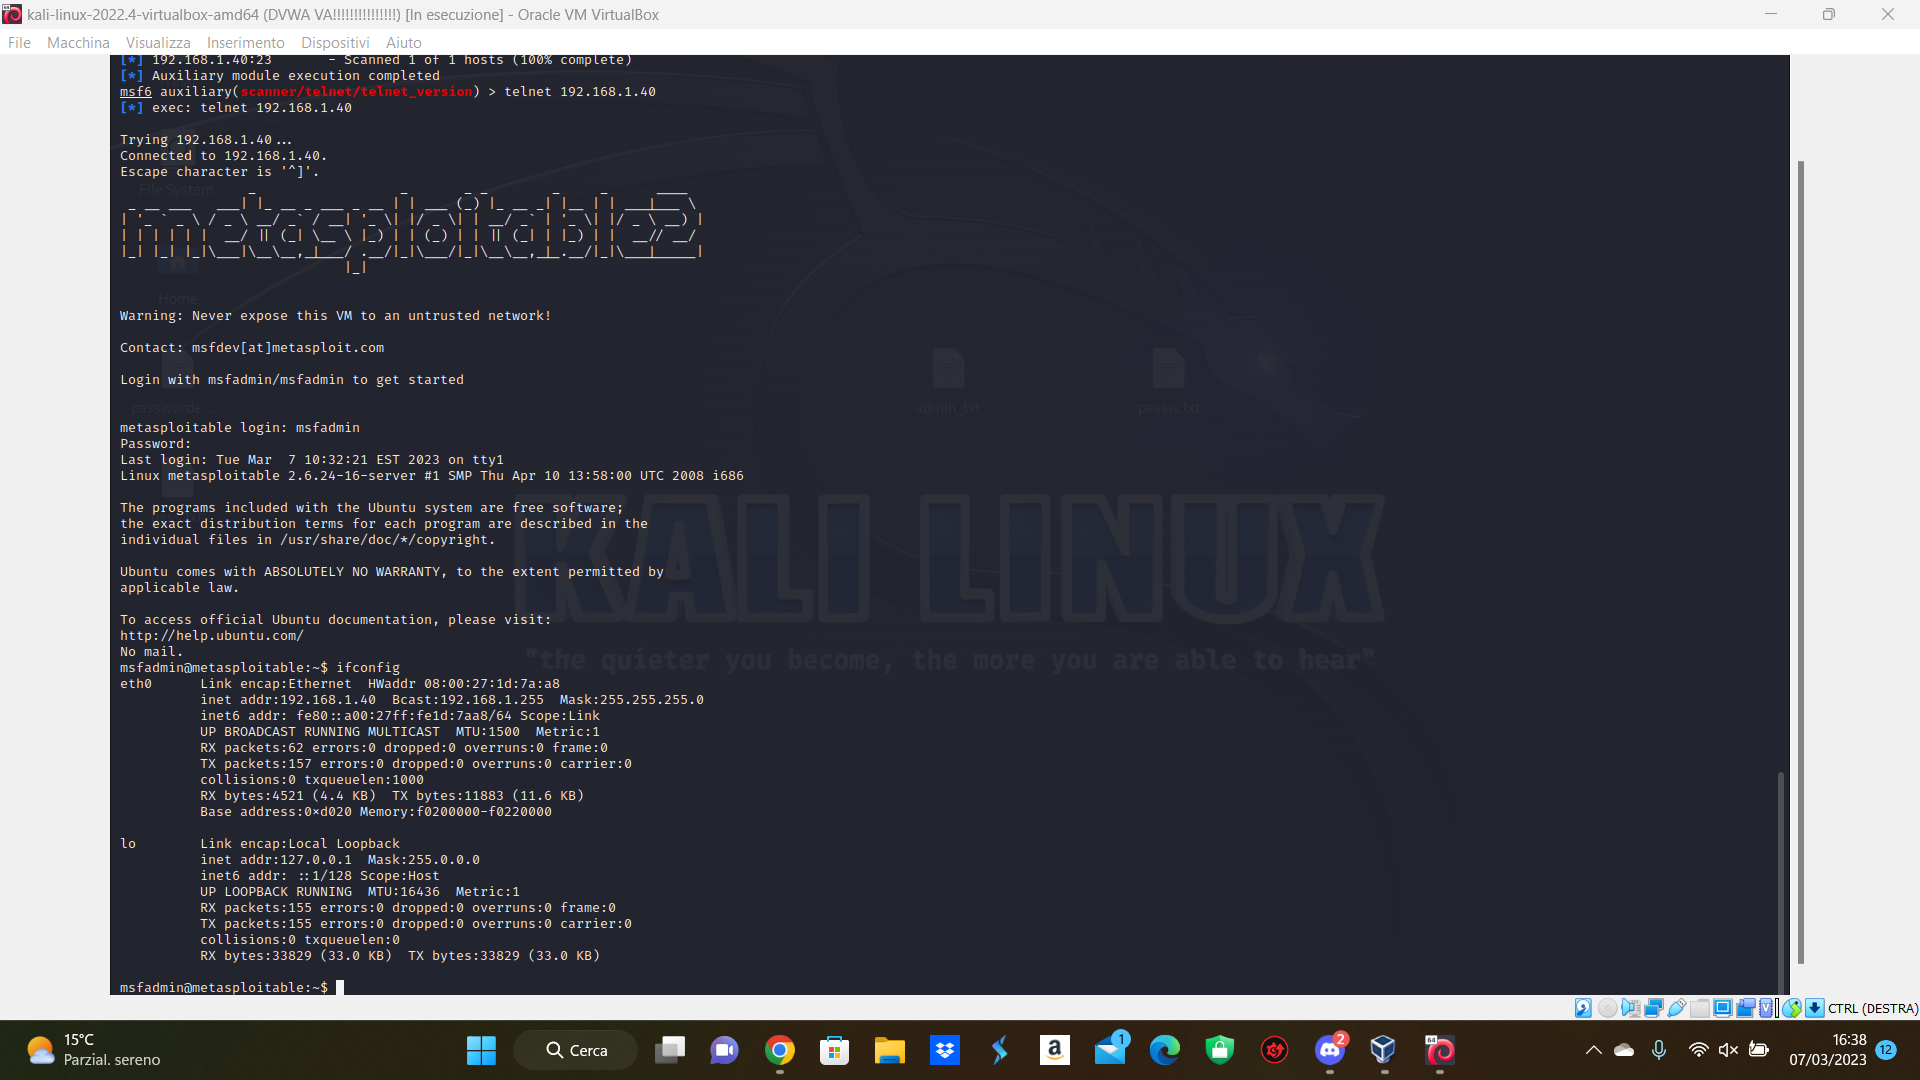 kali-linux-2022.4-virtualbox-amd64 (DVWA VA!!!!!!!!!!!!!!!) [In esecuzione] - Oracle VM VirtualBox
File Macchina Visualizza Inserimento Dispositivi Aiuto
[*] 192.168.1.40:23 - Scanned 1 of 1 hosts (100% complete)
[*] Auxiliary module execution completed
msf6 auxiliary(scanner/telnet/telnet_version) > telnet 192.168.1.40
[*] exec: telnet 192.168.1.40
Trying 192.168.1.40...
Connected to 192.168.1.40.
Escape character is '^]'.
File System
metasploitable2
Home
Warning: Never expose this VM to an untrusted network!
Contact: msfdev[at]metasploit.com
Login with msfadmin/msfadmin to get started
passworde... admin_txt passw.txt
metasploitable login: msfadmin
Password:
Last login: Tue Mar  7 10:32:21 EST 2023 on tty1
Linux metasploitable 2.6.24-16-server #1 SMP Thu Apr 10 13:58:00 UTC 2008 i686
The programs included with the Ubuntu system are free software;
the exact distribution terms for each program are described in the
individual files in /usr/share/doc/*/copyright.
Ubuntu comes with ABSOLUTELY NO WARRANTY, to the extent permitted by
applicable law.
KALI LINUX
"the quieter you become, the more you are able to hear"
To access official Ubuntu documentation, please visit:
http://help.ubuntu.com/
No mail.
msfadmin@metasploitable:~$ ifconfig
eth0 Link encap:Ethernet  HWaddr 08:00:27:1d:7a:a8
inet addr:192.168.1.40  Bcast:192.168.1.255  Mask:255.255.255.0
inet6 addr: fe80::a00:27ff:fe1d:7aa8/64 Scope:Link
UP BROADCAST RUNNING MULTICAST  MTU:1500  Metric:1
RX packets:62 errors:0 dropped:0 overruns:0 frame:0
TX packets:157 errors:0 dropped:0 overruns:0 carrier:0
collisions:0 txqueuelen:1000
RX bytes:4521 (4.4 KB)  TX bytes:11883 (11.6 KB)
Base address:0xd020 Memory:f0200000-f0220000
lo Link encap:Local Loopback
inet addr:127.0.0.1  Mask:255.0.0.0
inet6 addr: ::1/128 Scope:Host
UP LOOPBACK RUNNING  MTU:16436  Metric:1
RX packets:155 errors:0 dropped:0 overruns:0 frame:0
TX packets:155 errors:0 dropped:0 overruns:0 carrier:0
collisions:0 txqueuelen:0
RX bytes:33829 (33.0 KB)  TX bytes:33829 (33.0 KB)
msfadmin@metasploitable:~$
CTRL (DESTRA)
15°C
Parzial. sereno
Cerca
1
2
16:38
07/03/2023
12